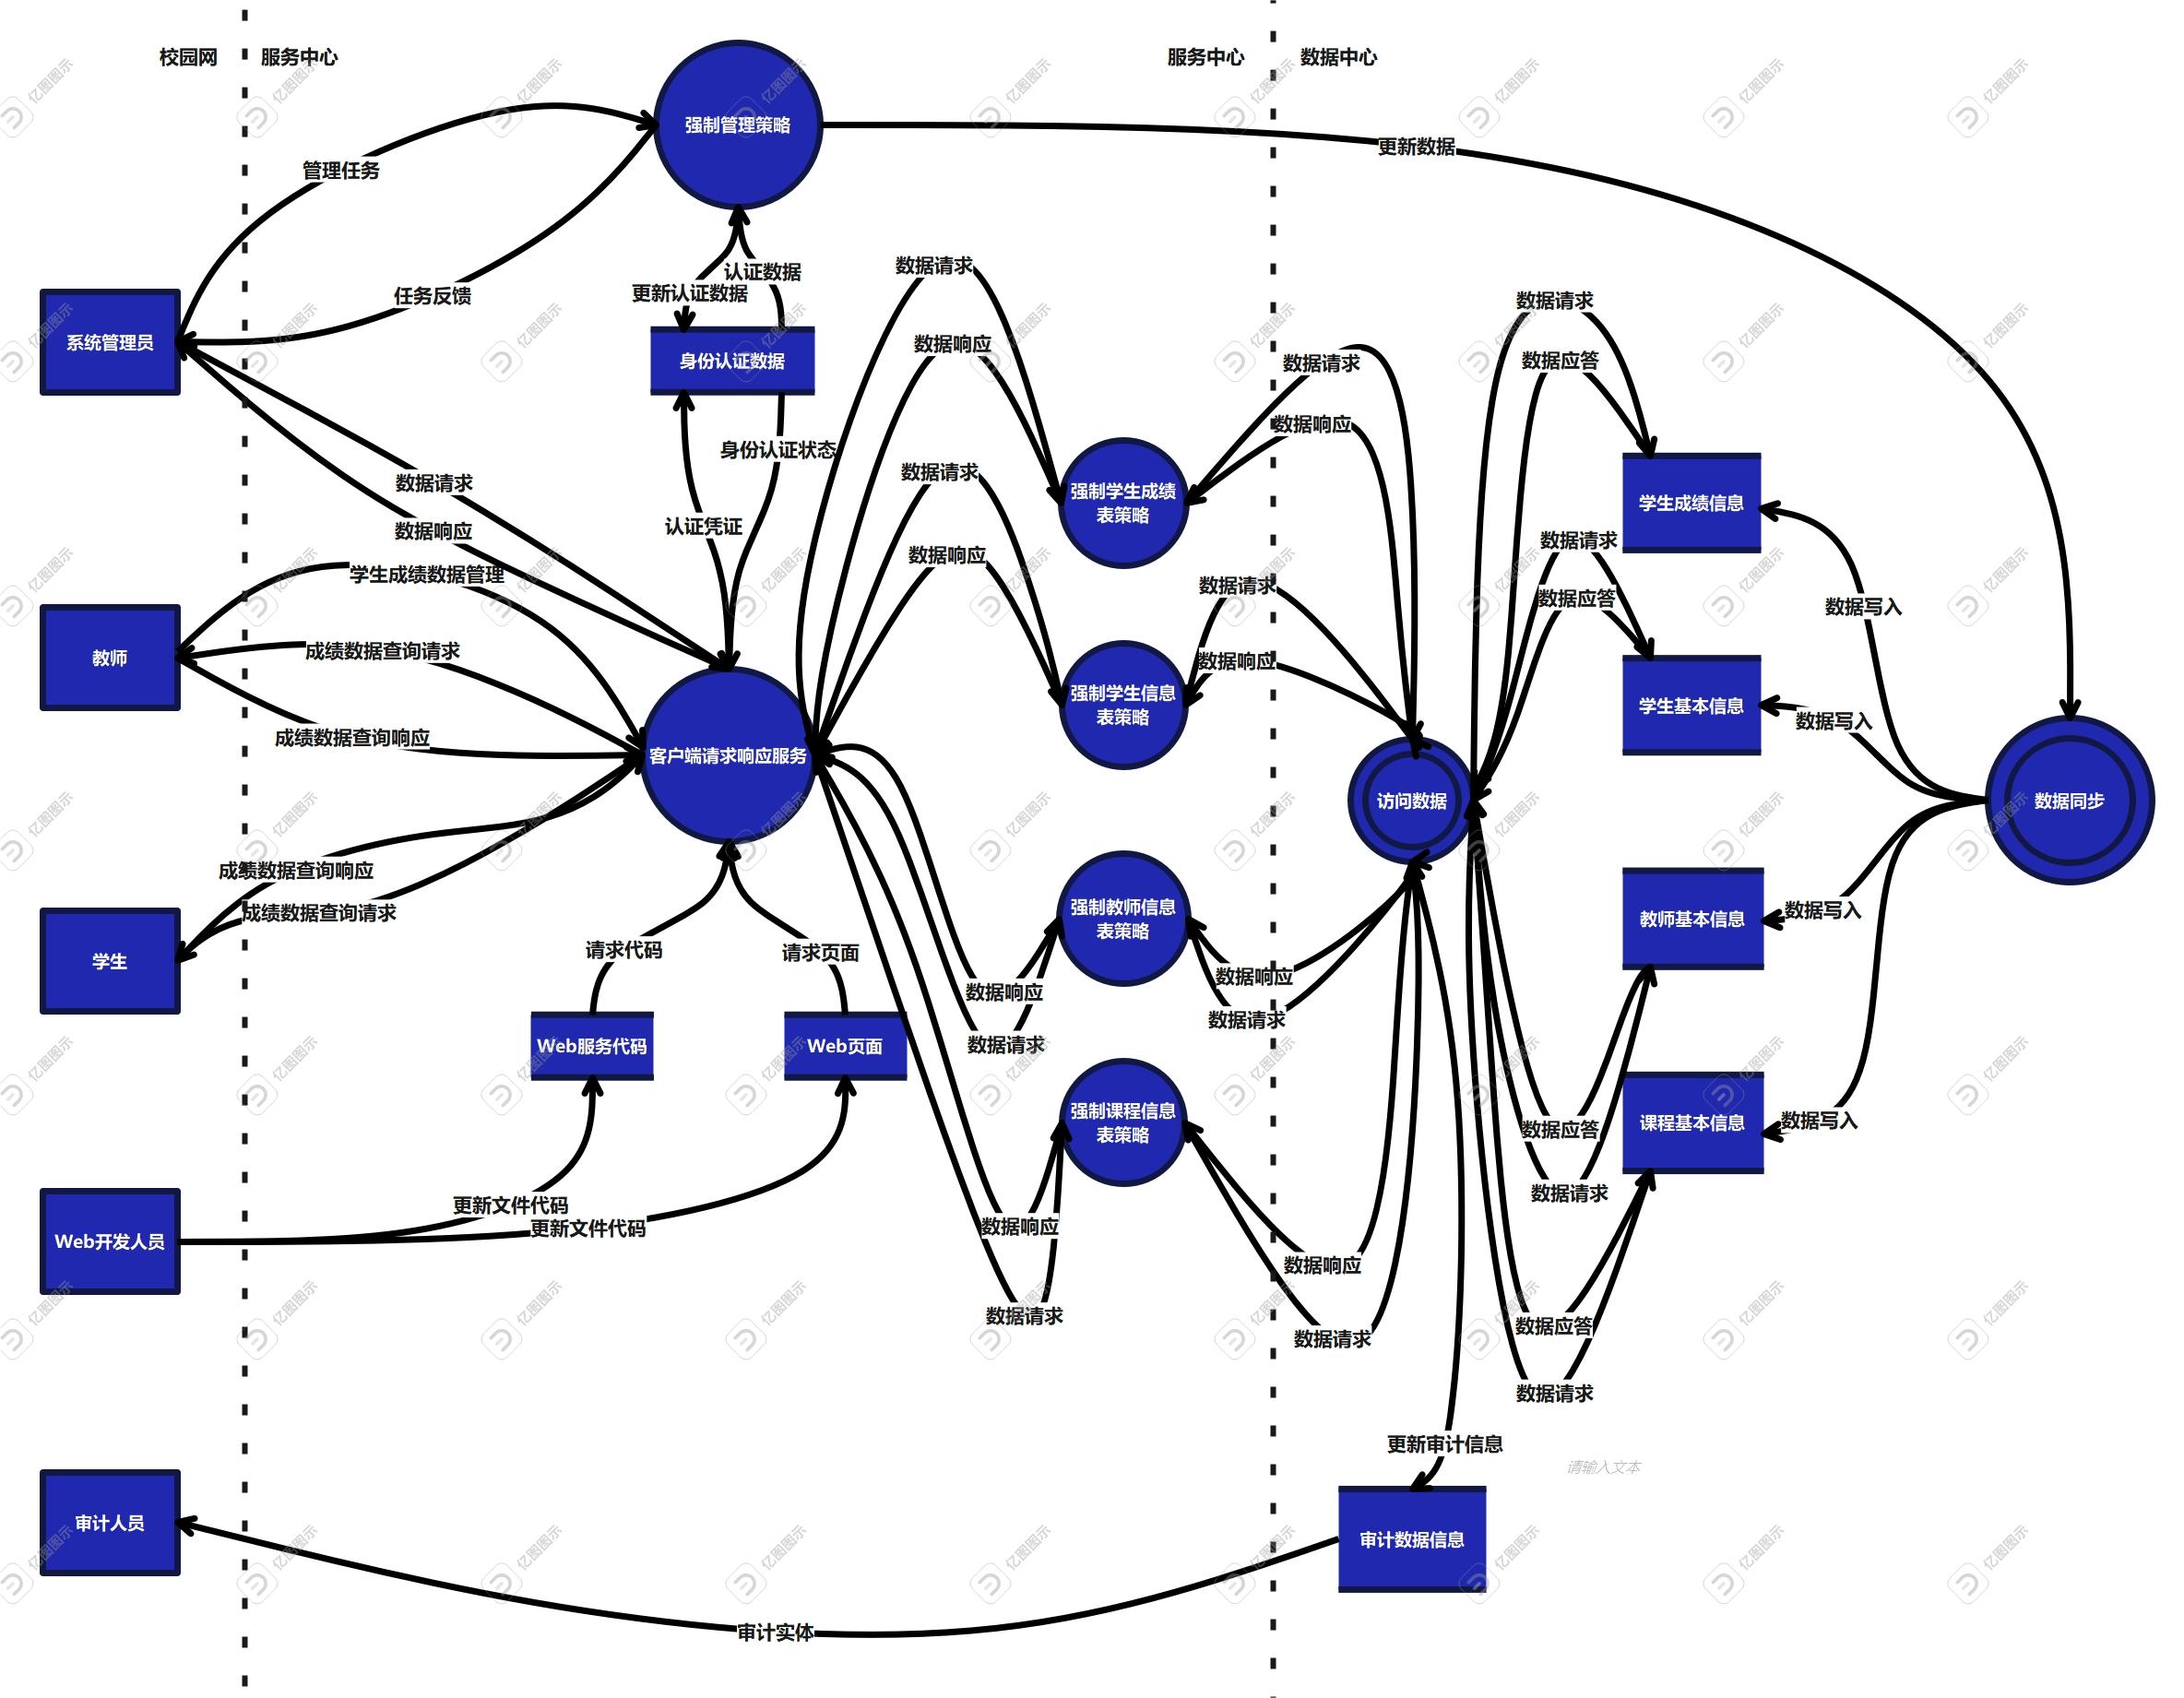 校园网
服务中心
服务中心
数据中心
强制管理策略
更新数据
管理任务
任务反馈
认证数据
更新认证数据
系统管理员
身份认证数据
数据请求
数据响应
身份认证状态
认证凭证
数据请求
数据响应
数据请求
数据响应
数据请求
数据响应
强制学生成绩
表策略
数据请求
数据响应
数据请求
数据应答
学生成绩信息
数据请求
数据应答
数据写入
学生成绩数据管理
教师
成绩数据查询请求
成绩数据查询响应
客户端请求响应服务
强制学生信息
表策略
数据请求
数据响应
学生基本信息
数据写入
访问数据
数据同步
成绩数据查询响应
成绩数据查询请求
学生
请求代码
请求页面
强制教师信息
表策略
数据响应
数据请求
数据响应
数据请求
教师基本信息
数据写入
Web服务代码
Web页面
强制课程信息
表策略
课程基本信息
数据写入
数据应答
数据请求
更新文件代码
更新文件代码
Web开发人员
数据响应
数据请求
数据响应
数据请求
数据应答
数据请求
更新审计信息
请输入文本
审计人员
审计数据信息
审计实体
亿图图示